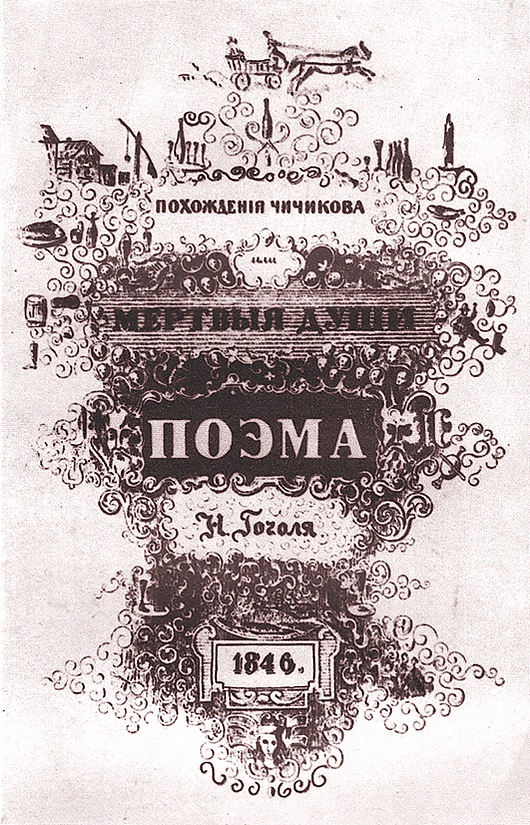 ПОХОЖДЕНІЯ ЧИЧИКОВА
или
МЕРТВЫЯ ДУШИ
ПОЭМА
Н. Гоголя
1846.